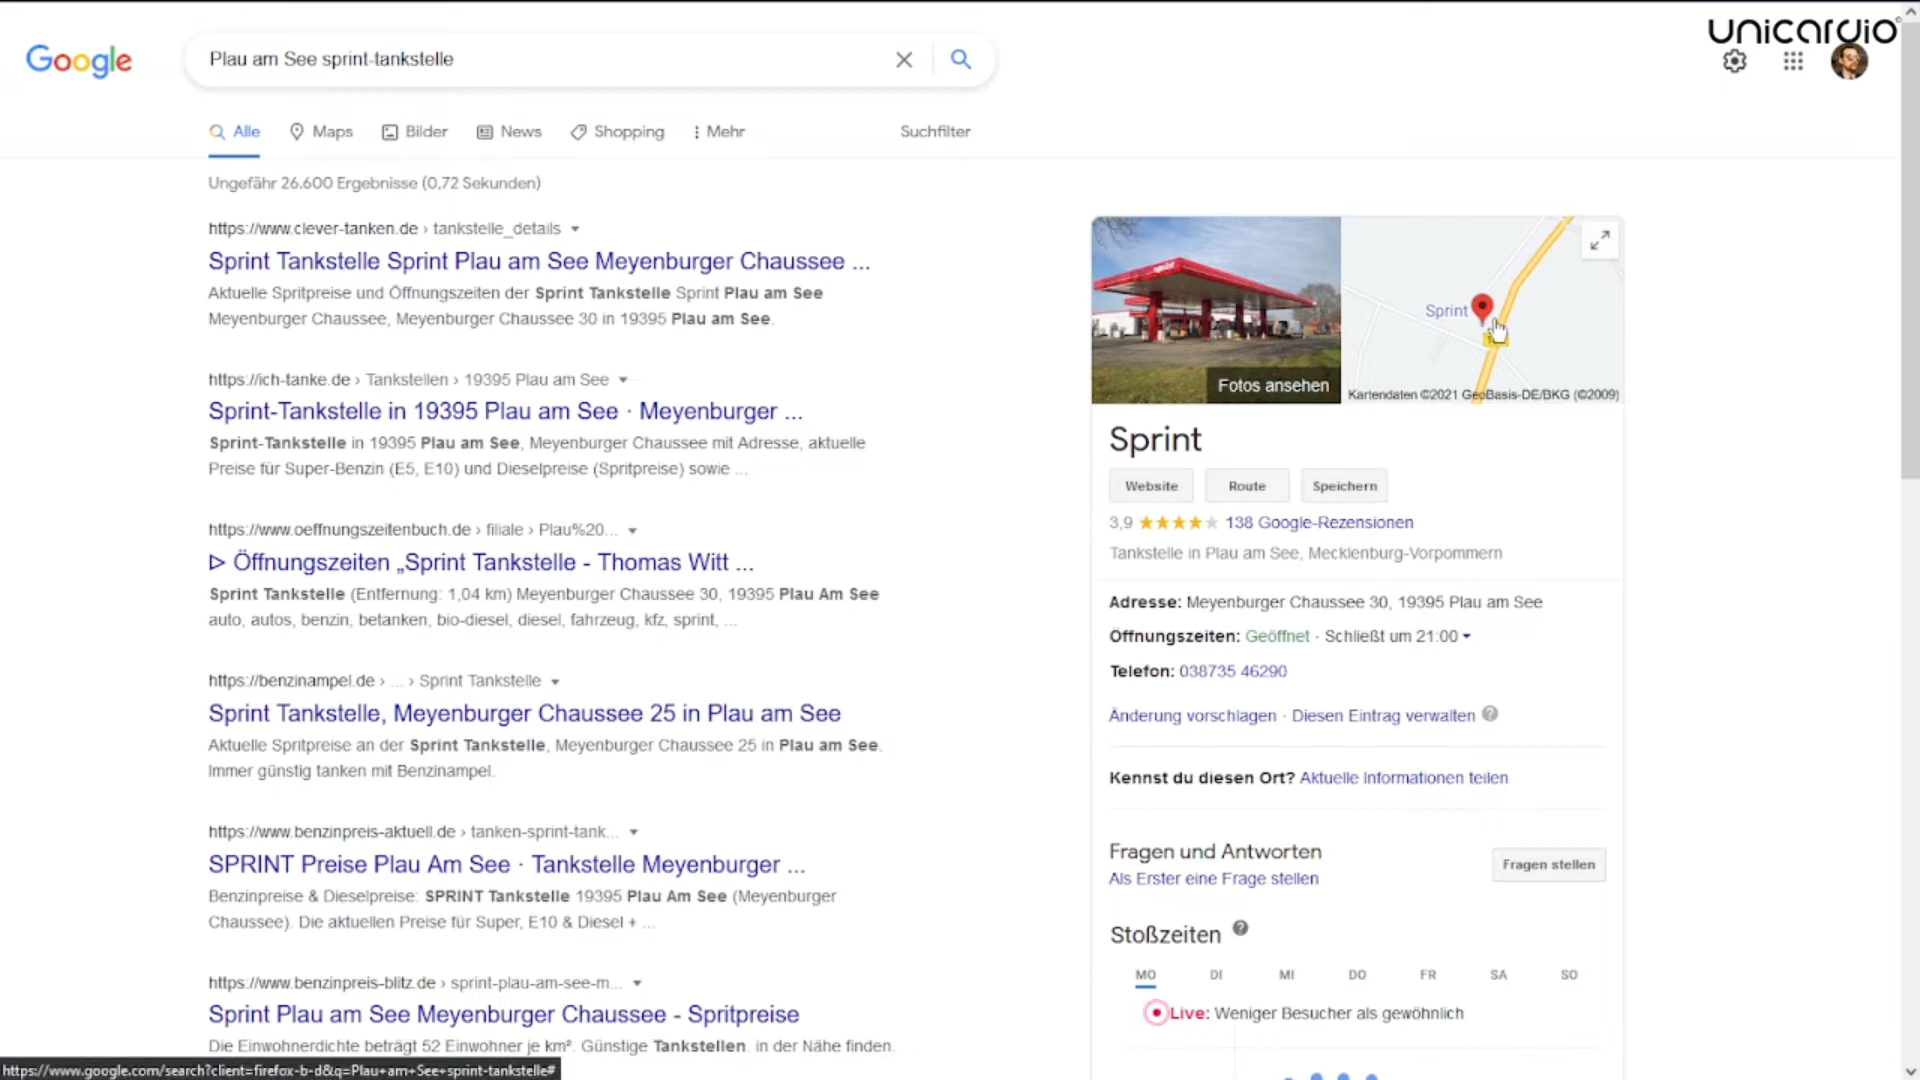 unicardio
Google
Plau am See sprint-tankstelle
Alle
Maps
Bilder
News
Shopping
Mehr
Suchfilter
Ungefähr 26.600 Ergebnisse (0,72 Sekunden)
https://www.clever-tanken.de › tankstelle_details
Sprint Tankstelle Sprint Plau am See Meyenburger Chaussee ...
Aktuelle Spritpreise und Öffnungszeiten der Sprint Tankstelle Sprint Plau am See
Meyenburger Chaussee, Meyenburger Chaussee 30 in 19395 Plau am See.
https://ich-tanke.de › Tankstellen › 19395 Plau am See
Sprint-Tankstelle in 19395 Plau am See · Meyenburger ...
Sprint-Tankstelle in 19395 Plau am See, Meyenburger Chaussee mit Adresse, aktuelle
Preise für Super-Benzin (E5, E10) und Dieselpreise (Spritpreise) sowie ...
https://www.oeffnungszeitenbuch.de › filiale › Plau%20...
ᐅ Öffnungszeiten „Sprint Tankstelle - Thomas Witt ...
Sprint Tankstelle (Entfernung: 1,04 km) Meyenburger Chaussee 30, 19395 Plau Am See
auto, autos, benzin, betanken, bio-diesel, diesel, fahrzeug, kfz, sprint, ...
https://benzinampel.de › ... › Sprint Tankstelle
Sprint Tankstelle, Meyenburger Chaussee 25 in Plau am See
Aktuelle Spritpreise an der Sprint Tankstelle, Meyenburger Chaussee 25 in Plau am See.
Immer günstig tanken mit Benzinampel.
https://www.benzinpreis-aktuell.de › tanken-sprint-tank...
SPRINT Preise Plau Am See · Tankstelle Meyenburger ...
Benzinpreise & Dieselpreise: SPRINT Tankstelle 19395 Plau Am See (Meyenburger
Chaussee). Die aktuellen Preise für Super, E10 & Diesel + ...
https://www.benzinpreis-blitz.de › sprint-plau-am-see-m...
Sprint Plau am See Meyenburger Chaussee - Spritpreise
Die Einwohnerdichte beträgt 52 Einwohner je km². Günstige Tankstellen. in der Nähe finden.
https://www.google.com/search?client=firefox-b-d&q=Plau+am+See+sprint-tankstelle#
Sprint
Fotos ansehen
Kartendaten ©2021 GeoBasis-DE/BKG (©2009)
Sprint
Website
Route
Speichern
3,9 138 Google-Rezensionen
Tankstelle in Plau am See, Mecklenburg-Vorpommern
Adresse: Meyenburger Chaussee 30, 19395 Plau am See
Öffnungszeiten: Geöffnet · Schließt um 21:00
Telefon: 038735 46290
Änderung vorschlagen · Diesen Eintrag verwalten
Kennst du diesen Ort? Aktuelle Informationen teilen
Fragen und Antworten
Fragen stellen
Als Erster eine Frage stellen
Stoßzeiten
MO DI MI DO FR SA SO
Live: Weniger Besucher als gewöhnlich